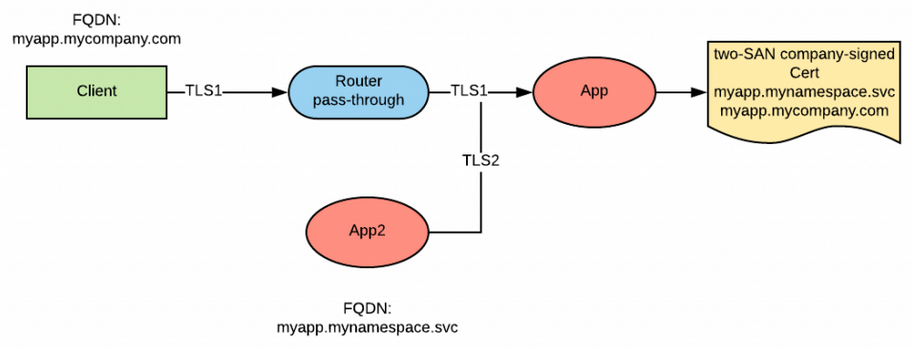 FQDN:
myapp.mycompany.com
Client
TLS1
Router
pass-through
TLS1
App
two-SAN company-signed
Cert
myapp.mynamespace.svc
myapp.mycompany.com
TLS2
App2
FQDN:
myapp.mynamespace.svc